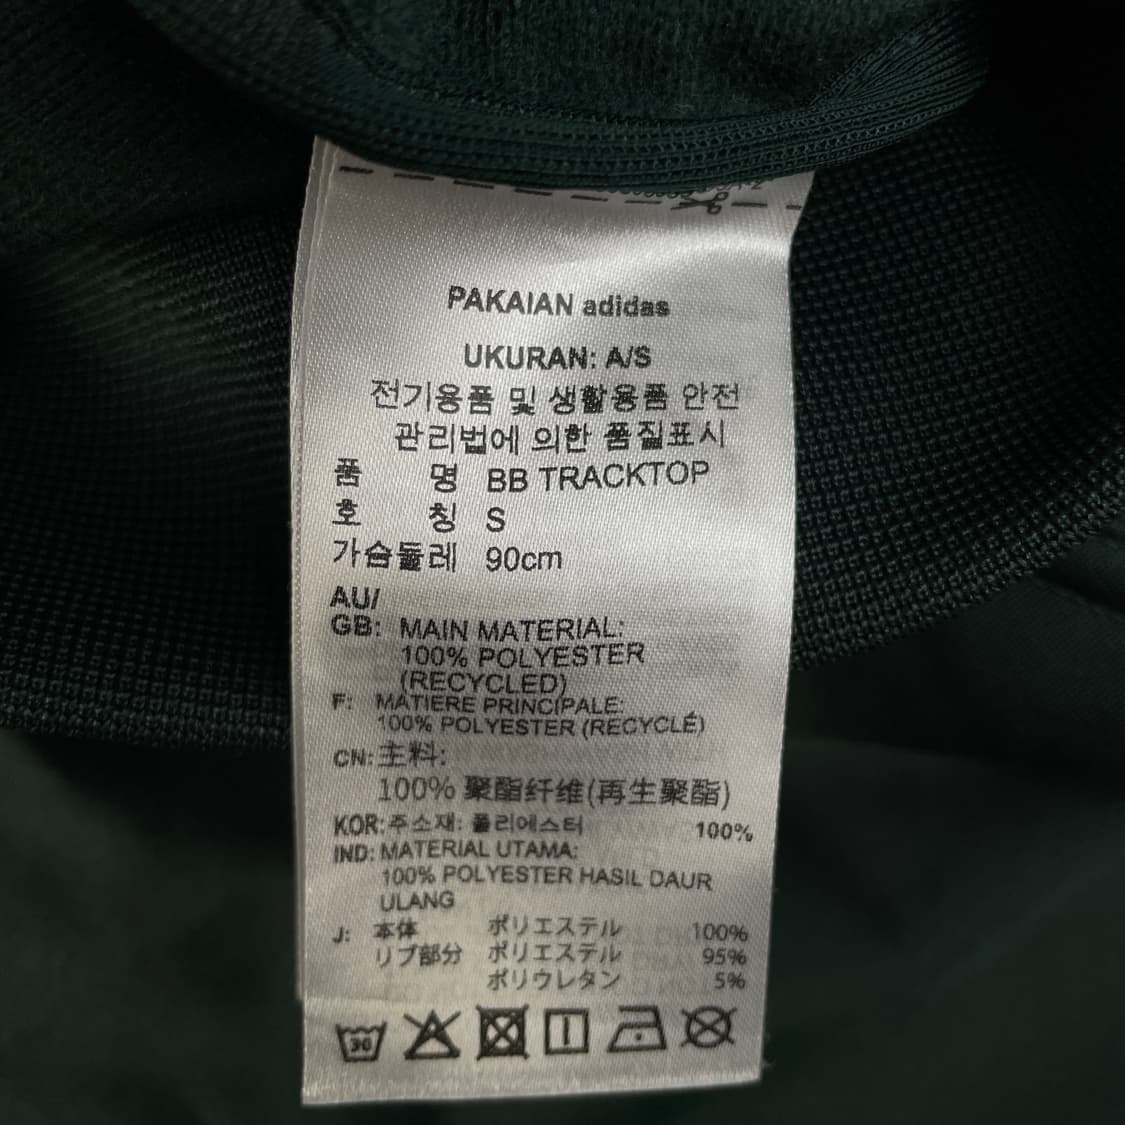 PAKAIAN adidas
UKURAN: A/S
전기용품 및 생활용품 안전
관리법에 의한 품질표시
품 명 BB TRACKTOP
호 칭 S
가슴둘레 90cm
AU/
GB: MAIN MATERIAL:
100% POLYESTER
(RECYCLED)
F: MATIERE PRINCIPALE:
100% POLYESTER (RECYCLÉ)
CN: 主料:
100% 聚酯纤维(再生聚酯)
KOR: 주소재: 폴리에스터 100%
IND: MATERIAL UTAMA:
100% POLYESTER HASIL DAUR
ULANG
J: 本体 ポリエステル 100%
リブ部分 ポリエステル 95%
ポリウレタン 5%
30